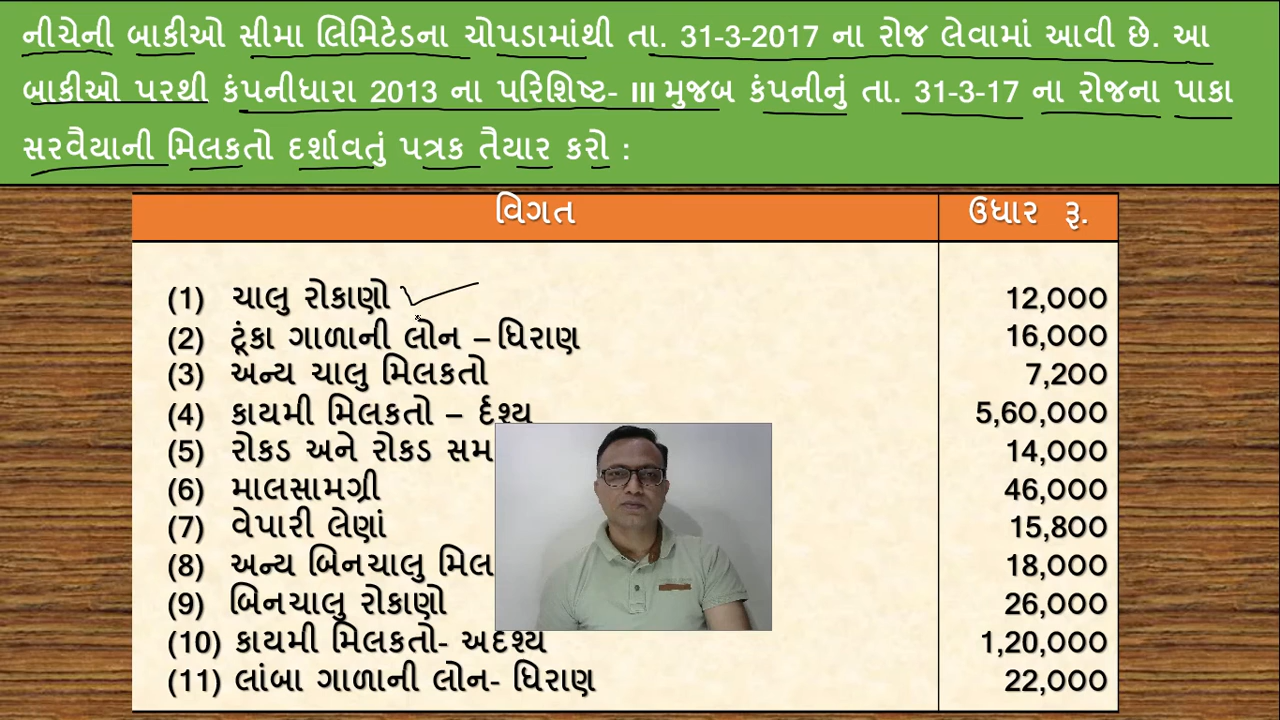 નીચેની બાકીઓ સીમા લિમિટેડના ચોપડામાંથી તા. 31-3-2017 ના રોજ લેવામાં આવી છે. આ
બાકીઓ પરથી કંપનીધારા 2013 ના પરિશિષ્ટ- III મુજબ કંપનીનું તા. 31-3-17 ના રોજના પાકા
સરવૈયાની મિલકતો દર્શાવતું પત્રક તૈયાર કરો :
વિગત ઉધાર રૂ.
(1) ચાલુ રોકાણો 12,000
(2) ટૂંકા ગાળાની લોન – ધિરાણ 16,000
(3) અન્ય ચાલુ મિલકતો 7,200
(4) કાયમી મિલકતો – ર્દશ્ય 5,60,000
(5) રોકડ અને રોકડ સમ 14,000
(6) માલસામગ્રી 46,000
(7) વેપારી લેણાં 15,800
(8) અન્ય બિનચાલુ મિલ 18,000
(9) બિનચાલુ રોકાણો 26,000
(10) કાયમી મિલકતો- અર્દશ્ય 1,20,000
(11) લાંબા ગાળાની લોન- ધિરાણ 22,000